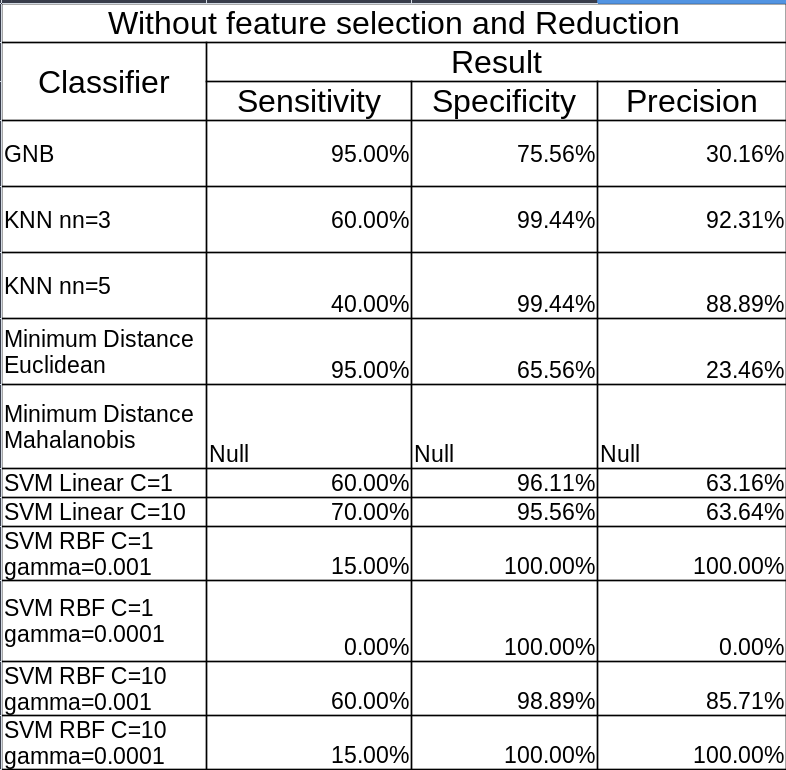 Without feature selection and Reduction
Classifier
Result
Sensitivity Specificity Precision
GNB 95.00% 75.56% 30.16%
KNN nn=3 60.00% 99.44% 92.31%
KNN nn=5 40.00% 99.44% 88.89%
Minimum Distance
Euclidean 95.00% 65.56% 23.46%
Minimum Distance
Mahalanobis Null Null Null
SVM Linear C=1 60.00% 96.11% 63.16%
SVM Linear C=10 70.00% 95.56% 63.64%
SVM RBF C=1
gamma=0.001 15.00% 100.00% 100.00%
SVM RBF C=1
gamma=0.0001 0.00% 100.00% 0.00%
SVM RBF C=10
gamma=0.001 60.00% 98.89% 85.71%
SVM RBF C=10
gamma=0.0001 15.00% 100.00% 100.00%